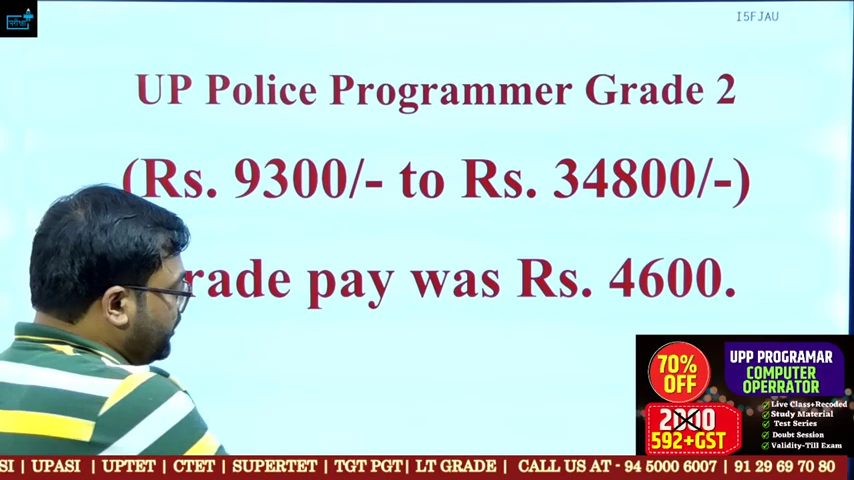 परीक्षा
I5FJAU
UP Police Programmer Grade 2
(Rs. 9300/- to Rs. 34800/-)
rade pay was Rs. 4600.
70%
OFF
2000
592+GST
UPP PROGRAMAR
COMPUTER
OPERRATOR
Live Class+Recoded
Study Material
Test Series
Doubt Session
Validity-Till Exam
SI | UPASI | UPTET | CTET | SUPERTET | TGT PGT | LT GRADE | CALL US AT - 94 5000 6007 | 91 29 69 70 80